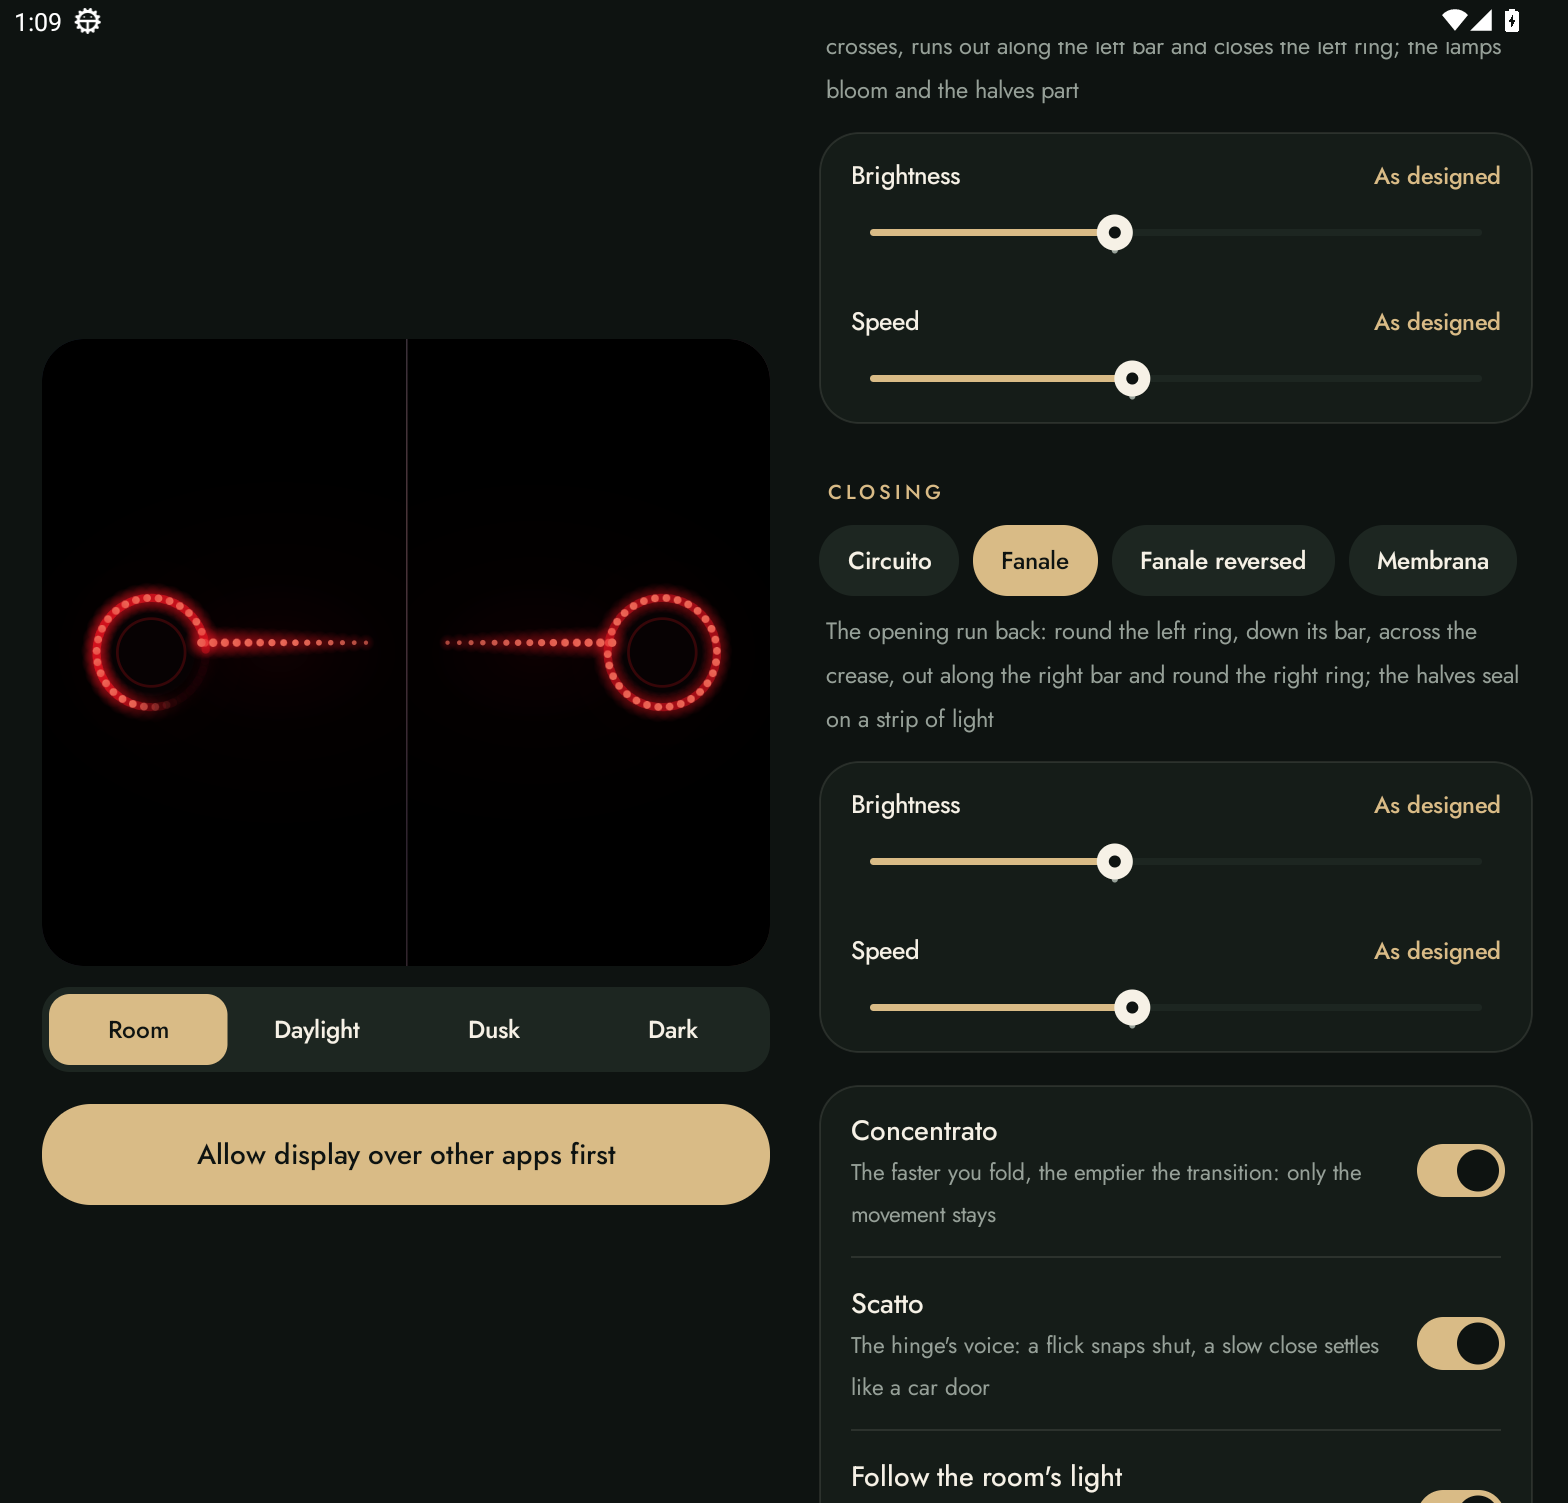 1:09
crosses, runs out along the left bar and closes the left ring; the lamps
bloom and the halves part
Brightness
As designed
Speed
As designed
CLOSING
Circuito
Fanale
Fanale reversed
Membrana
The opening run back: round the left ring, down its bar, across the
crease, out along the right bar and round the right ring; the halves seal
on a strip of light
Brightness
As designed
Speed
As designed
Room
Daylight
Dusk
Dark
Allow display over other apps first
Concentrato
The faster you fold, the emptier the transition: only the
movement stays
Scatto
The hinge's voice: a flick snaps shut, a slow close settles
like a car door
Follow the room's light